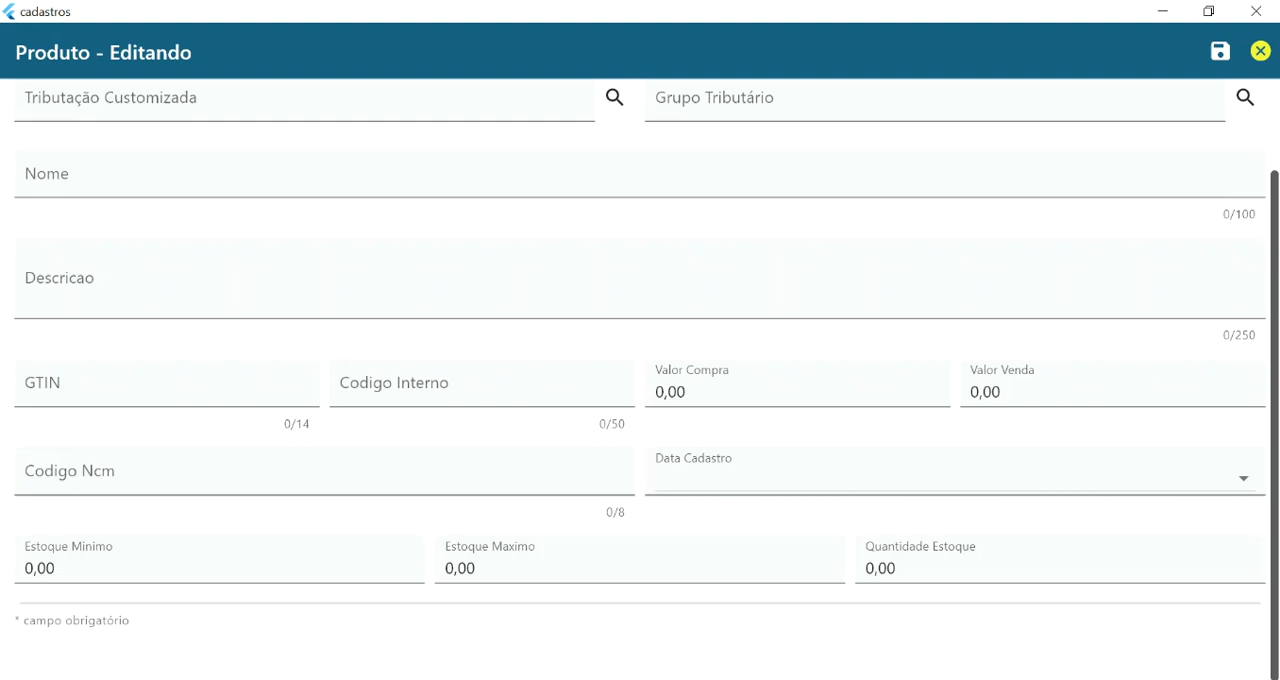 cadastros
Produto - Editando
Tributação Customizada Grupo Tributário
Nome
0/100
Descricao
0/250
GTIN Codigo Interno Valor Compra Valor Venda
0,00 0,00
0/14 0/50
Codigo Ncm Data Cadastro
0/8
Estoque Minimo Estoque Maximo Quantidade Estoque
0,00 0,00 0,00
* campo obrigatório